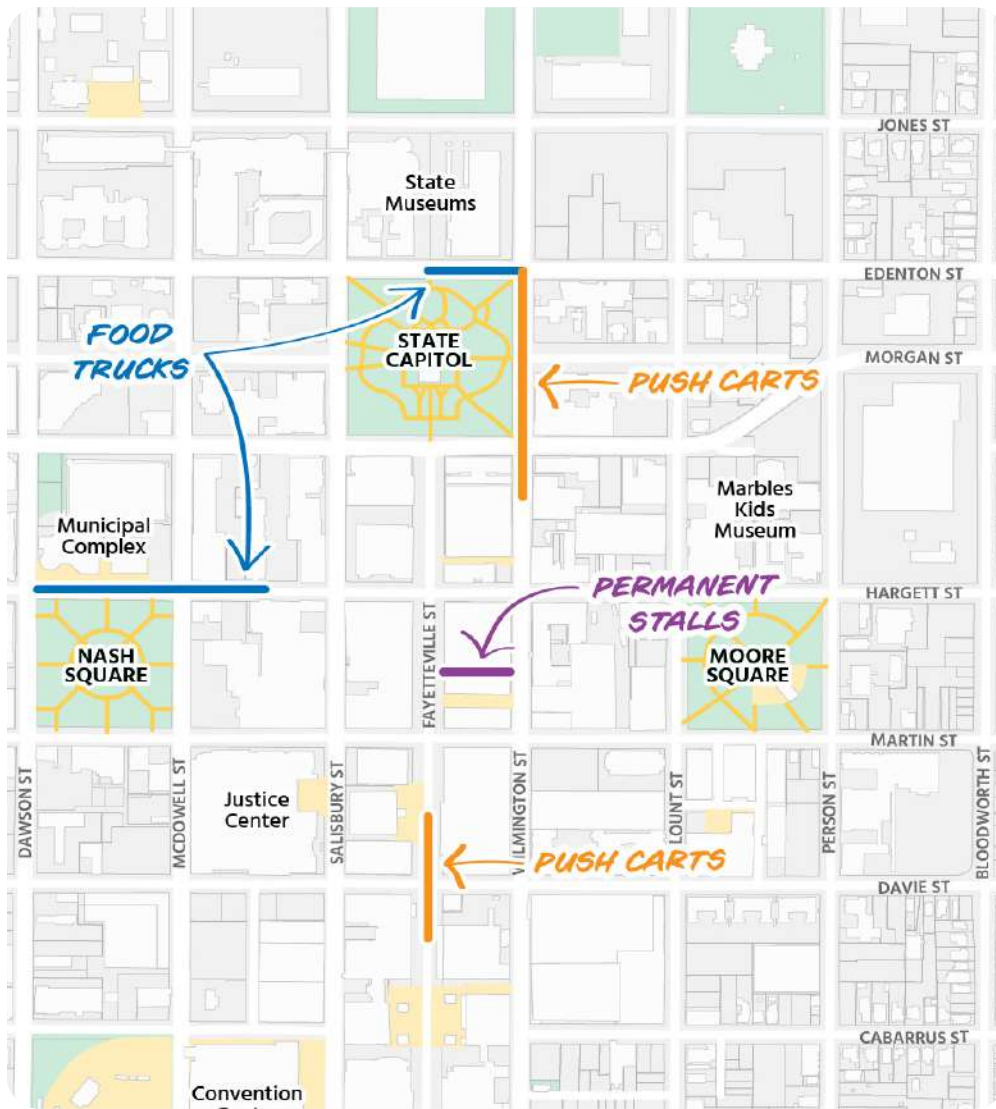 JONES ST
State
Museums
EDENTON ST
FOOD
TRUCKS
STATE
CAPITOL
MORGAN ST
PUSH CARTS
Marbles
Kids
Museum
Municipal
Complex
HARGETT ST
PERMANENT
STALLS
NASH
SQUARE
FAYETTEVILLE ST
MOORE
SQUARE
MARTIN ST
DAWSON ST
MCDOWELL ST
SALISBURY ST
Justice
Center
ILMINGTON ST
LOUNT ST
PERSON ST
BLOODWORTH ST
PUSH CARTS
DAVIE ST
CABARRUS ST
Convention